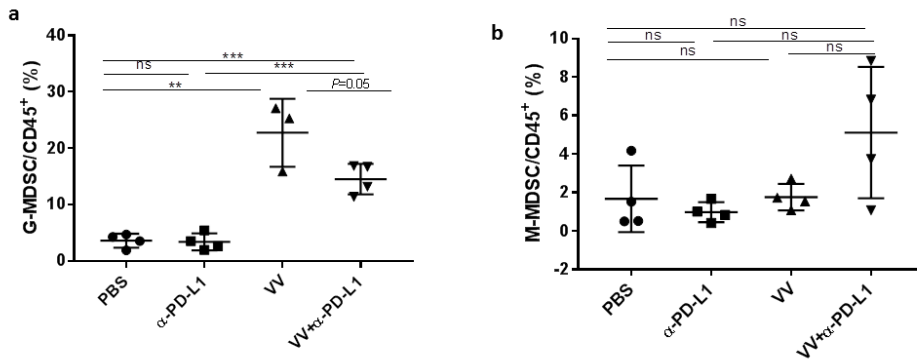 a
G-MDSC/CD45⁺ (%)
40
30
20
10
0
***
ns
***
**
P=0.05
PBS
α-PD-L1
VV
VV+α-PD-L1
b
M-MDSC/CD45⁺ (%)
10
8
6
4
2
0
-2
ns
ns
ns
ns
ns
PBS
α-PD-L1
VV
VV+α-PD-L1